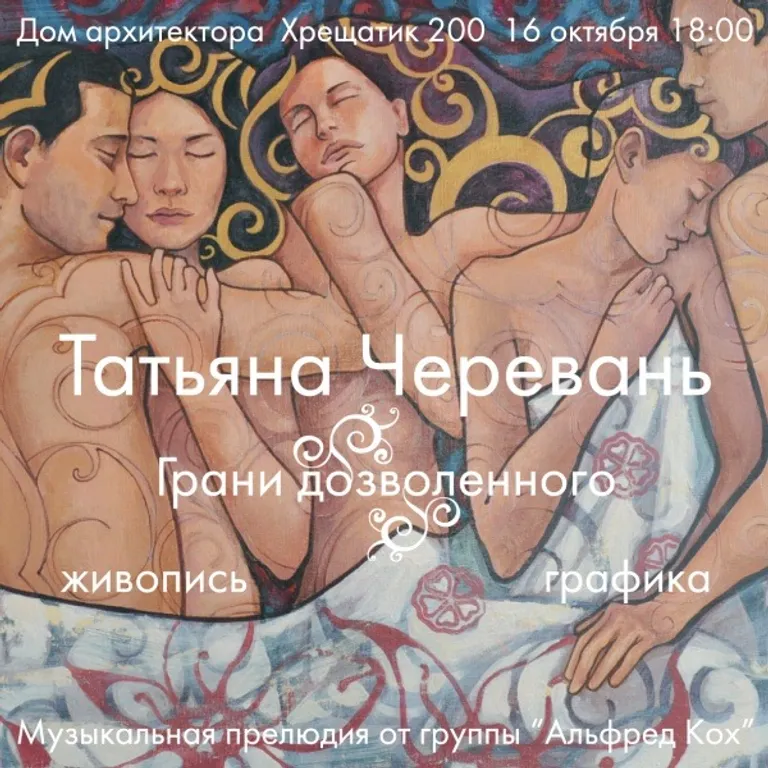 Дом архитектора Хрещатик 200 16 октября 18:00
Татьяна Черевань
Грани дозволенного
живопись графика
Музыкальная прелюдия от группы "Альфред Кох"